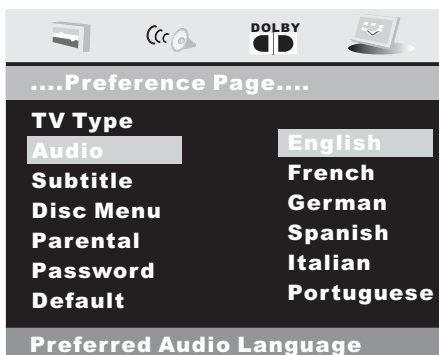 DOLBY
....Preference Page....
TV Type
Audio
Subtitle
Disc Menu
Parental
Password
Default
English
French
German
Spanish
Italian
Portuguese
Preferred Audio Language